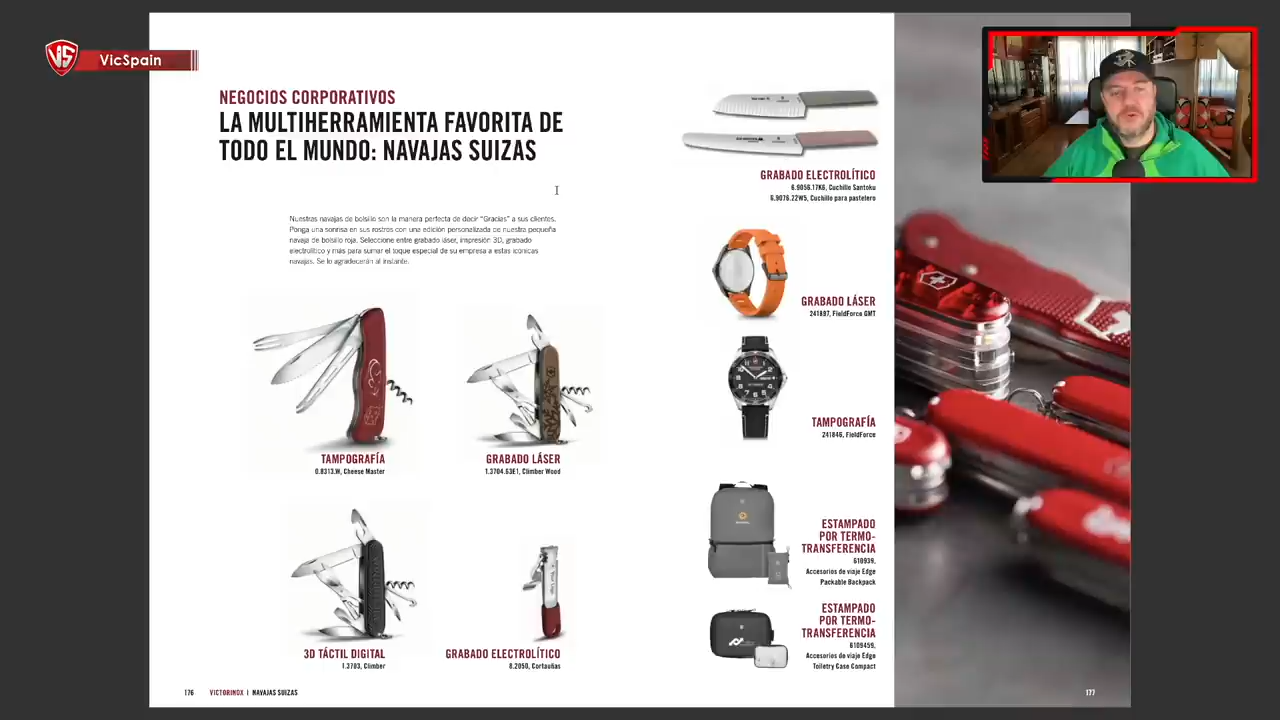 VS
VicSpain
NEGOCIOS CORPORATIVOS
LA MULTIHERRAMIENTA FAVORITA DE
TODO EL MUNDO: NAVAJAS SUIZAS
Nuestras navajas de bolsillo son la manera perfecta de decir "Gracias" a sus clientes.
Ponga una sonrisa en sus rostros con una edición personalizada de nuestra pequeña
navaja de bolsillo roja. Seleccione entre grabado láser, impresión 3D, grabado
electrolítico y más para sumar el toque especial de su empresa a estas icónicas
navajas. Se lo agradecerán al instante.
TAMPOGRAFÍA
0.8313.W, Cheese Master
GRABADO LÁSER
1.3704.63E1, Climber Wood
3D TÁCTIL DIGITAL
1.3703, Climber
GRABADO ELECTROLÍTICO
8.2050, Cortauñas
GRABADO ELECTROLÍTICO
6.9056.17K6, Cuchillo Santoku
6.9076.22W5, Cuchillo para pastelero
GRABADO LÁSER
241897, FieldForce GMT
TAMPOGRAFÍA
241846, FieldForce
ESTAMPADO
POR TERMO-
TRANSFERENCIA
610939,
Accesorios de viaje Edge
Packable Backpack
ESTAMPADO
POR TERMO-
TRANSFERENCIA
6109459,
Accesorios de viaje Edge
Toiletry Case Compact
176 VICTORINOX | NAVAJAS SUIZAS
177